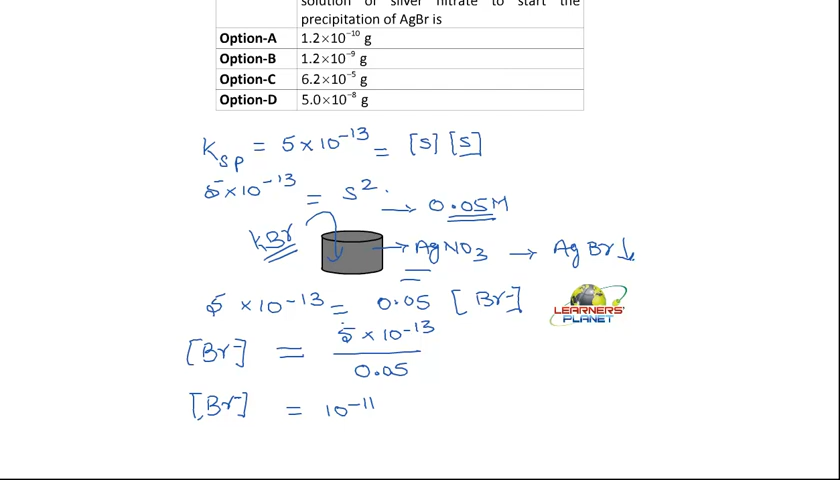 solution of silver nitrate to start the
precipitation of AgBr is
Option-A 1.2×10⁻¹⁰ g
Option-B 1.2×10⁻⁹ g
Option-C 6.2×10⁻⁵ g
Option-D 5.0×10⁻⁸ g
Ksp = 5×10⁻¹³ = [s] [s]
5×10⁻¹³ = s²
→ 0.05M
KBr → AgNO₃ → AgBr↓
5 × 10⁻¹³ = 0.05 [Br⁻]
LEARNERS'
PLANET
[Br⁻] = 5 × 10⁻¹³
0.05
[Br⁻] = 10⁻¹¹